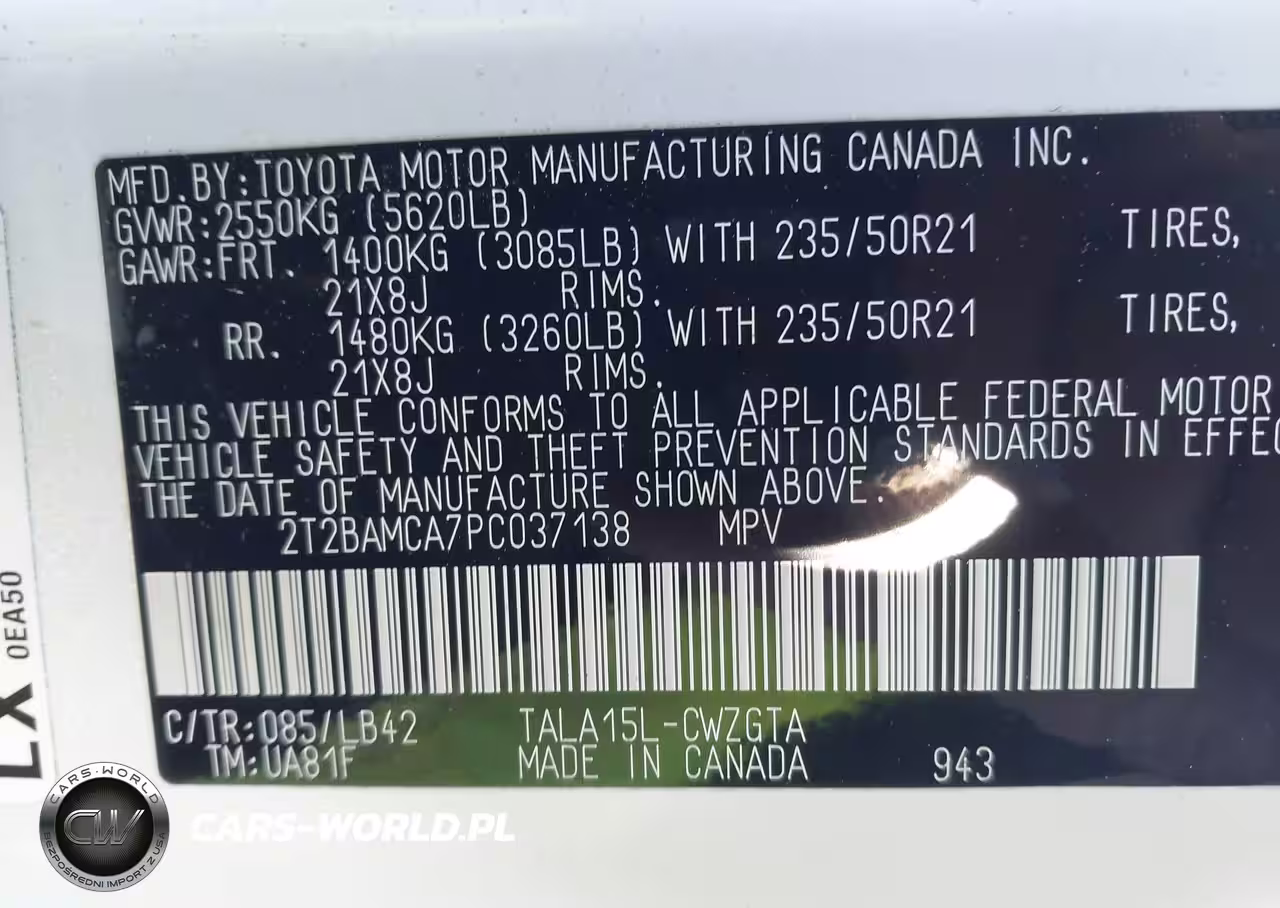 MFD.BY:TOYOTA MOTOR MANUFACTURING CANADA INC.
GVWR:2550KG (5620LB)
GAWR:FRT. 1400KG (3085LB) WITH 235/50R21 TIRES,
21X8J RIMS.
RR. 1480KG (3260LB) WITH 235/50R21 TIRES,
21X8J RIMS.
THIS VEHICLE CONFORMS TO ALL APPLICABLE FEDERAL MOTOR
VEHICLE SAFETY AND THEFT PREVENTION STANDARDS IN EFFEC
THE DATE OF MANUFACTURE SHOWN ABOVE.
2T2BAMCA7PC037138 MPV
C/TR:085/LB42 TALA15L-CWZGTA
TM:UA81F MADE IN CANADA 943
0EA50
CARS-WORLD
CW
BEZPOŚREDNI IMPORT Z USA
CARS-WORLD.PL